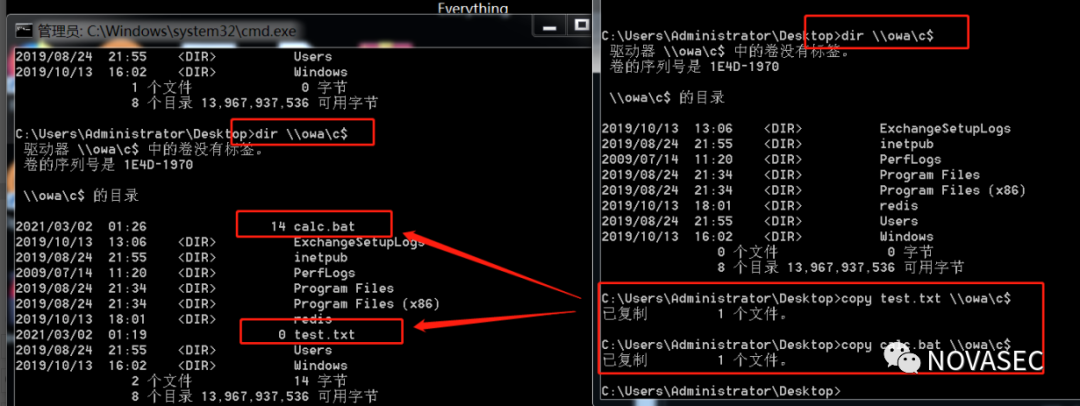 Everything
管理员: C:\Windows\system32\cmd.exe
2019/08/24  21:55    <DIR>          Users
2019/10/13  16:02    <DIR>          Windows
1 个文件              0 字节
8 个目录 13,967,937,536 可用字节
C:\Users\Administrator\Desktop>dir \\owa\c$
驱动器 \\owa\c$ 中的卷没有标签。
卷的序列号是 1E4D-1970
\\owa\c$ 的目录
2021/03/02  01:26                14 calc.bat
2019/10/13  13:06    <DIR>          ExchangeSetupLogs
2019/08/24  21:55    <DIR>          inetpub
2009/07/14  11:20    <DIR>          PerfLogs
2019/08/24  21:34    <DIR>          Program Files
2019/08/24  21:34    <DIR>          Program Files (x86)
2019/10/13  18:01    <DIR>          redis
2021/03/02  01:19                 0 test.txt
2019/08/24  21:55    <DIR>          Users
2019/10/13  16:02    <DIR>          Windows
2 个文件             14 字节
8 个目录 13,967,937,536 可用字节
C:\Users\Administrator\Desktop>dir \\owa\c$
驱动器 \\owa\c$ 中的卷没有标签。
卷的序列号是 1E4D-1970
\\owa\c$ 的目录
2019/10/13  13:06    <DIR>          ExchangeSetupLogs
2019/08/24  21:55    <DIR>          inetpub
2009/07/14  11:20    <DIR>          PerfLogs
2019/08/24  21:34    <DIR>          Program Files
2019/08/24  21:34    <DIR>          Program Files (x86)
2019/10/13  18:01    <DIR>          redis
2019/08/24  21:55    <DIR>          Users
2019/10/13  16:02    <DIR>          Windows
0 个文件              0 字节
8 个目录 13,967,937,536 可用字节
C:\Users\Administrator\Desktop>copy test.txt \\owa\c$
已复制         1 个文件。
C:\Users\Administrator\Desktop>copy calc.bat \\owa\c$
已复制         1 个文件。
C:\Users\Administrator\Desktop>
NOVASEC